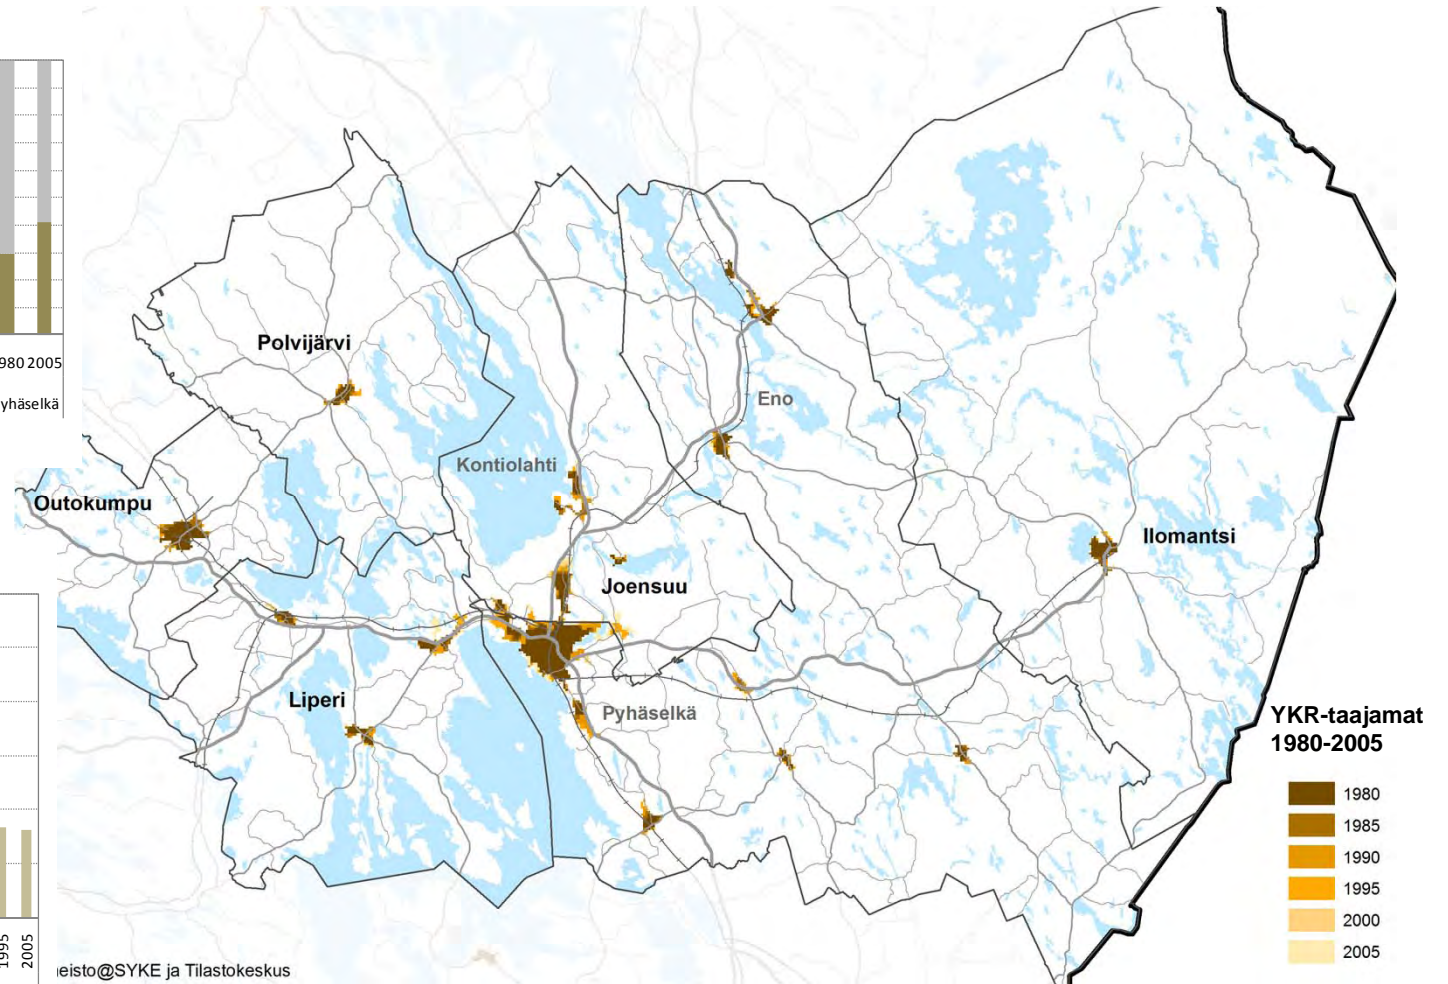 Polvijärvi
Eno
Kontiolahti
Outokumpu
Ilomantsi
Joensuu
Liperi
Pyhäselkä
YKR-taajamat
1980-2005
1980
1985
1990
1995
2000
2005
980 2005
yhäselkä
1995
2005
eisto@SYKE ja Tilastokeskus